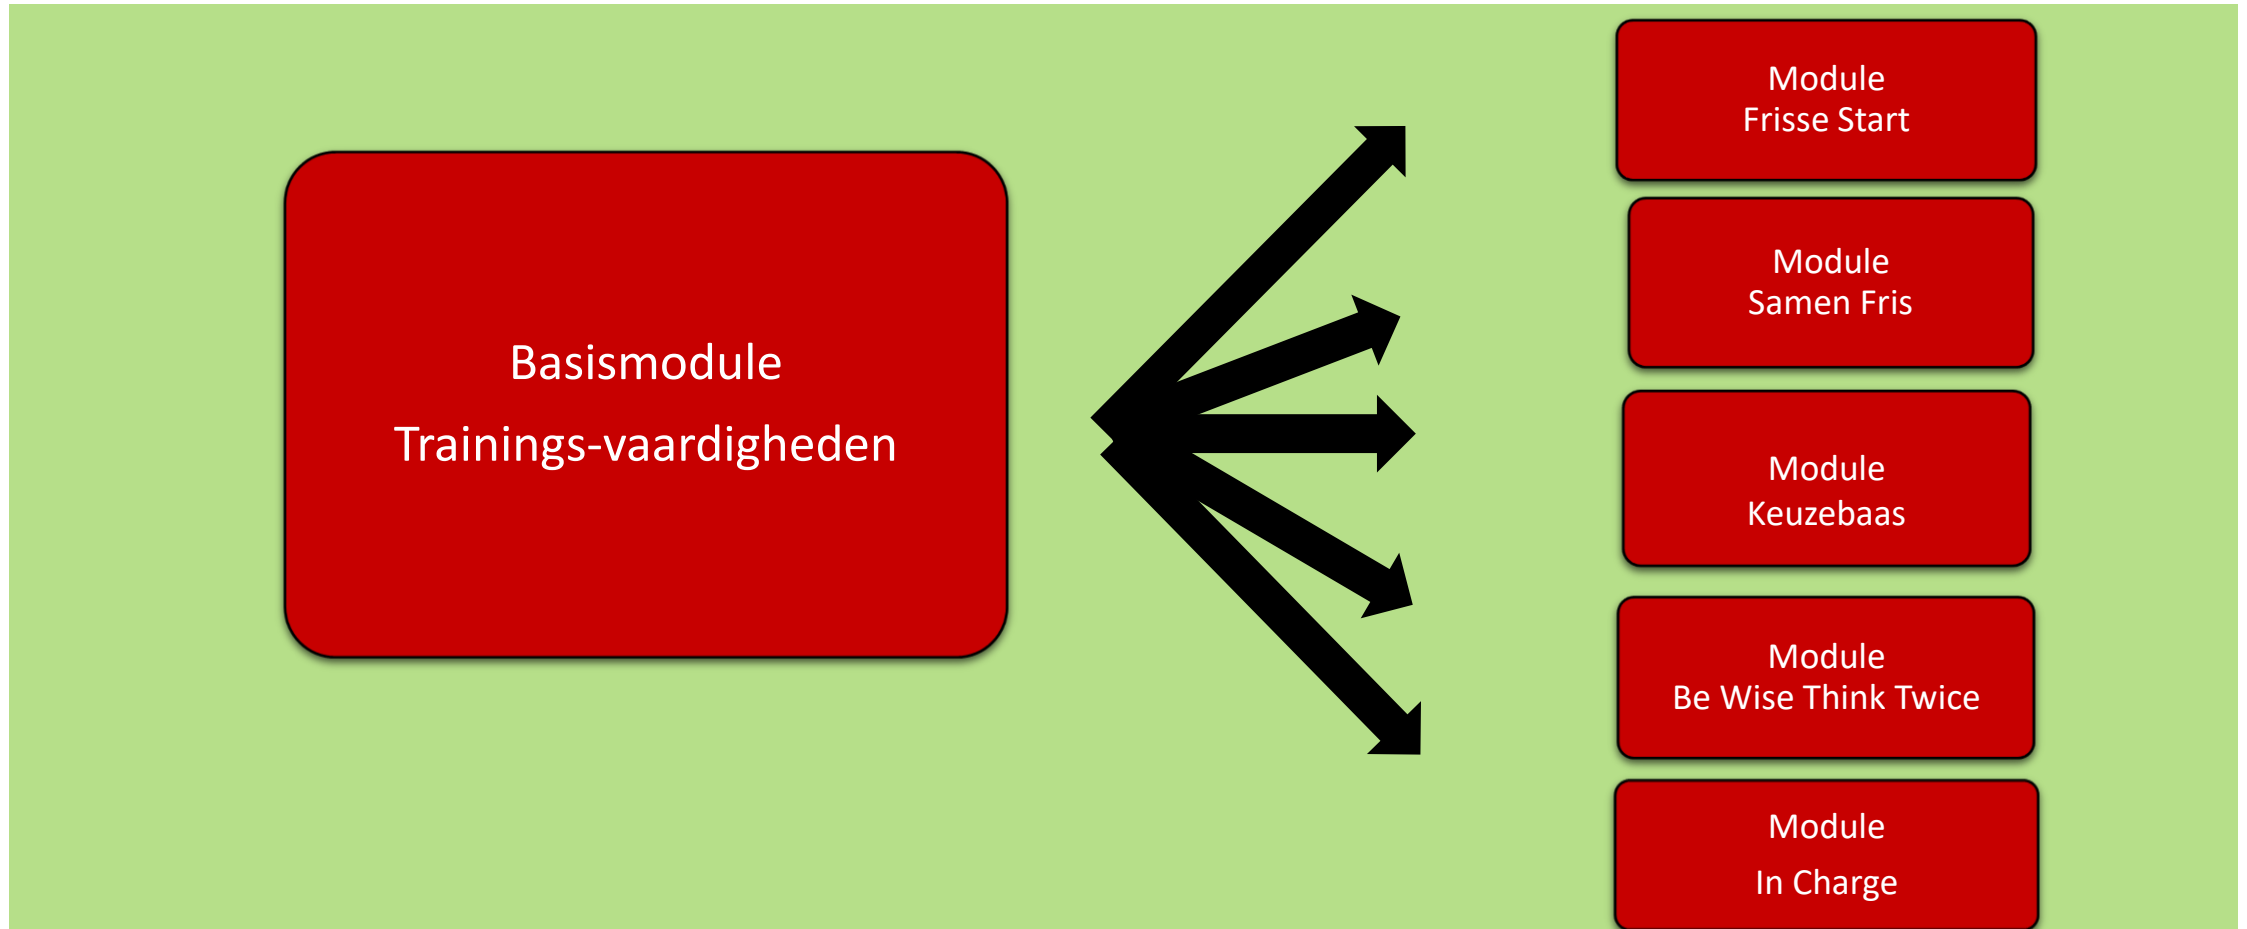 Basismodule
Trainings-vaardigheden
Module
Frisse Start
Module
Samen Fris
Module
Keuzebaas
Module
Be Wise Think Twice
Module
In Charge